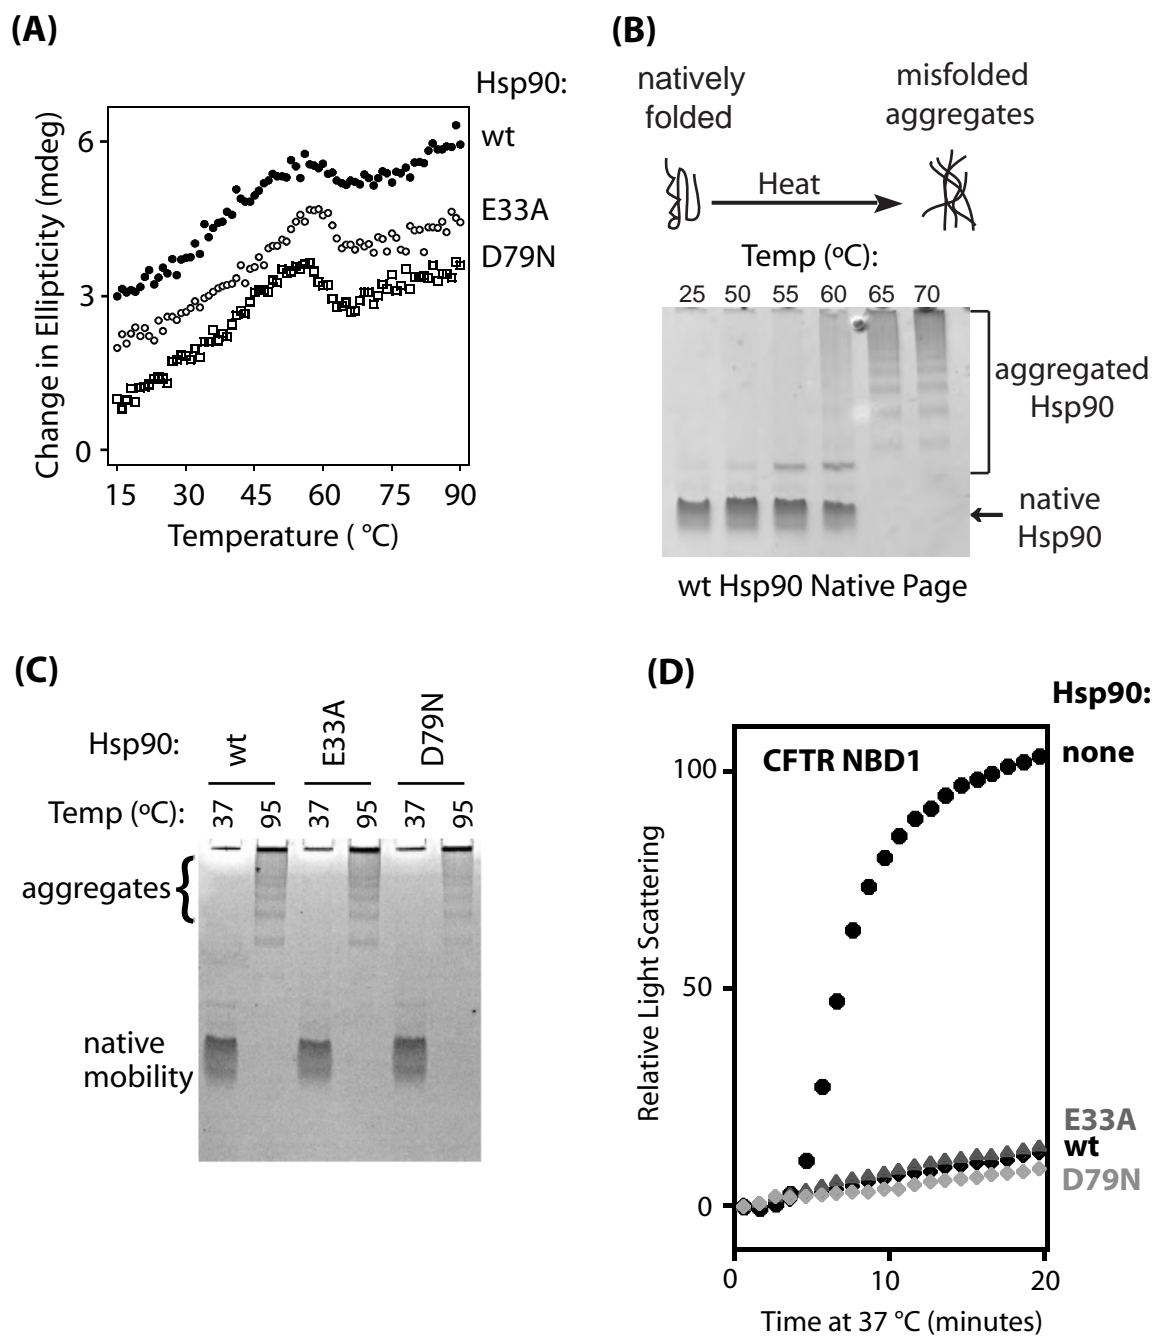 (A)
Hsp90:
wt
E33A
D79N
Change in Ellipticity (mdeg)
6
3
0
15 30 45 60 75 90
Temperature ( °C)
(B)
natively
folded
misfolded
aggregates
Heat
Temp (ºC):
25 50 55 60 65 70
aggregated
Hsp90
native
Hsp90
wt Hsp90 Native Page
(C)
Hsp90:
wt E33A D79N
Temp (ºC):
37 95 37 95 37 95
aggregates
native
mobility
(D)
Hsp90:
CFTR NBD1
none
Relative Light Scattering
100
50
0
E33A
wt
D79N
0 10 20
Time at 37 °C (minutes)